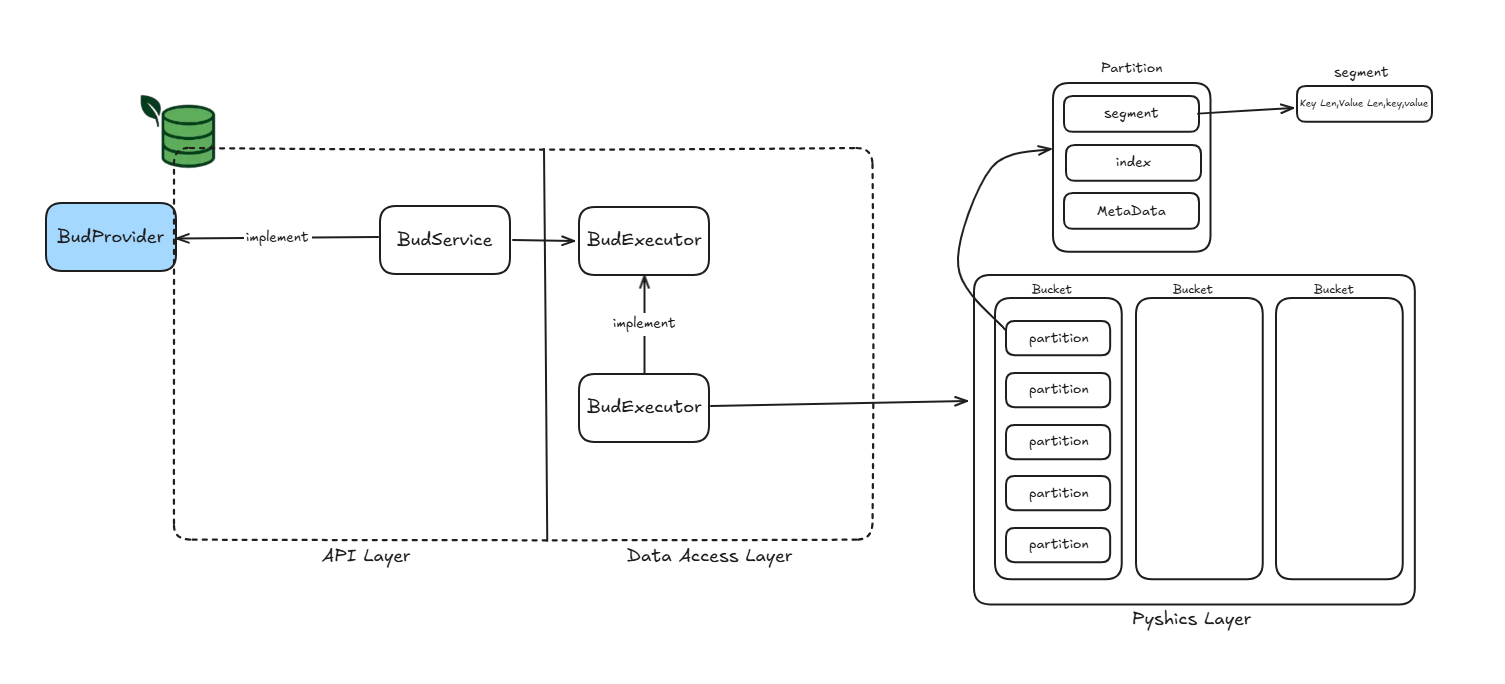 BudProvider
implement
BudService
BudExecutor
implement
BudExecutor
API Layer
Data Access Layer
Partition
segment
index
MetaData
segment
Key Len,Value Len,key,value
Bucket
partition
partition
partition
partition
partition
Bucket
Bucket
Pyshics Layer